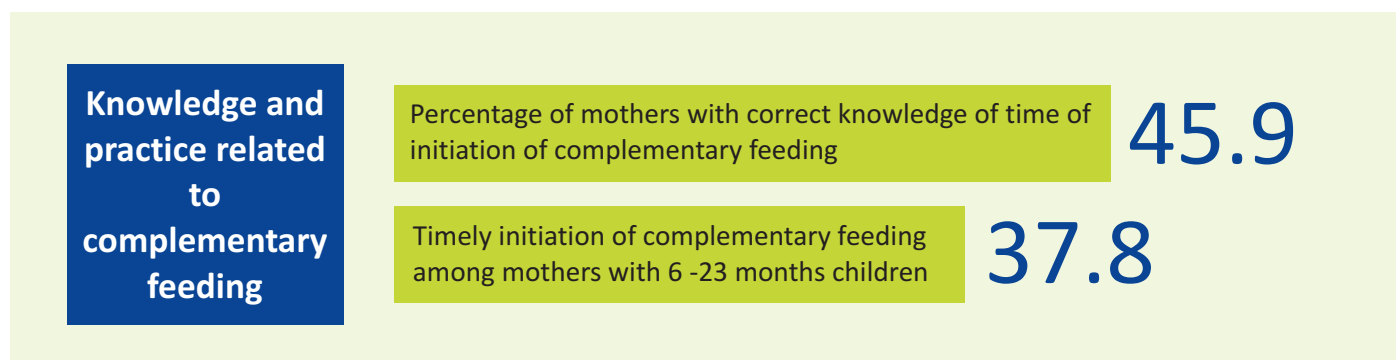 Knowledge and
practice related
to
complementary
feeding
Percentage of mothers with correct knowledge of time of
initiation of complementary feeding
45.9
Timely initiation of complementary feeding
among mothers with 6 -23 months children
37.8